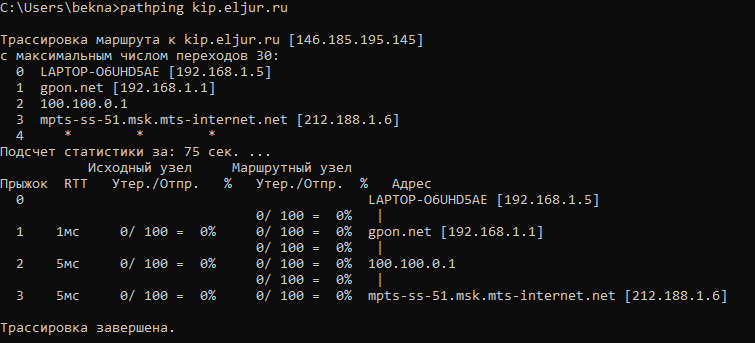 C:\Users\bekna>pathping kip.eljur.ru
Трассировка маршрута к kip.eljur.ru [146.185.195.145]
с максимальным числом переходов 30:
  0  LAPTOP-O6UHD5AE [192.168.1.5]
  1  gpon.net [192.168.1.1]
  2  100.100.0.1
  3  mpts-ss-51.msk.mts-internet.net [212.188.1.6]
  4     *        *        *
Подсчет статистики за: 75 сек. ...
           Исходный узел     Маршрутный узел
Прыжок  RTT    Утер./Отпр.   %   Утер./Отпр.  %   Адрес
  0                                           LAPTOP-O6UHD5AE [192.168.1.5]
                                0/ 100 =  0%   |
  1    1мс     0/ 100 =  0%     0/ 100 =  0%  gpon.net [192.168.1.1]
                                0/ 100 =  0%   |
  2    5мс     0/ 100 =  0%     0/ 100 =  0%  100.100.0.1
                                0/ 100 =  0%   |
  3    5мс     0/ 100 =  0%     0/ 100 =  0%  mpts-ss-51.msk.mts-internet.net [212.188.1.6]
Трассировка завершена.